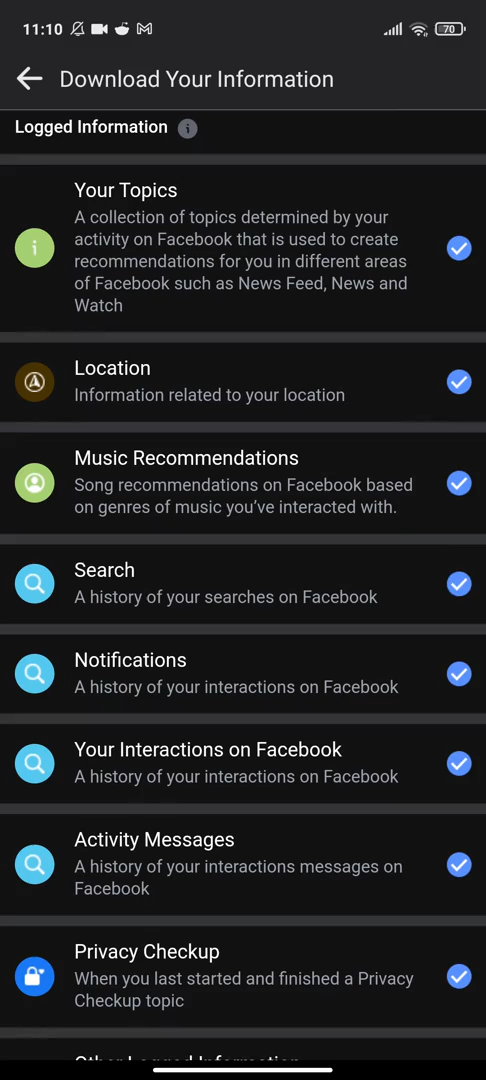 11:10
70
Download Your Information
Logged Information
Your Topics
A collection of topics determined by your
activity on Facebook that is used to create
recommendations for you in different areas
of Facebook such as News Feed, News and
Watch
Location
Information related to your location
Music Recommendations
Song recommendations on Facebook based
on genres of music you've interacted with.
Search
A history of your searches on Facebook
Notifications
A history of your interactions on Facebook
Your Interactions on Facebook
A history of your interactions on Facebook
Activity Messages
A history of your interactions messages on
Facebook
Privacy Checkup
When you last started and finished a Privacy
Checkup topic
Other Logged Information